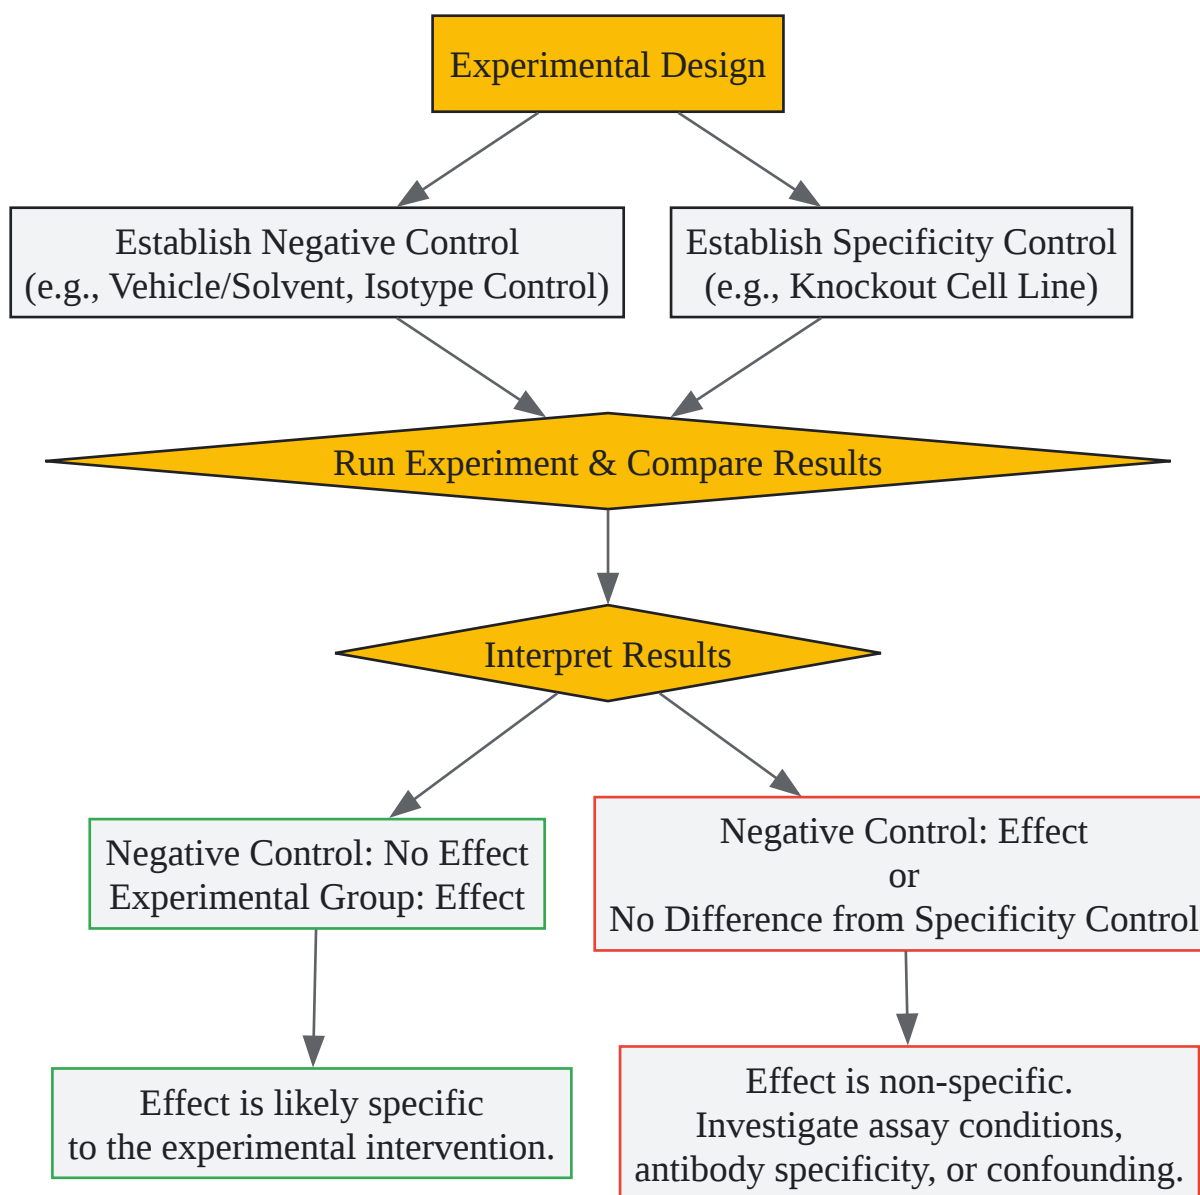 Experimental Design
Establish Negative Control
(e.g., Vehicle/Solvent, Isotype Control)
Establish Specificity Control
(e.g., Knockout Cell Line)
Run Experiment & Compare Results
Interpret Results
Negative Control: No Effect
Experimental Group: Effect
Negative Control: Effect
or
No Difference from Specificity Control
Effect is likely specific
to the experimental intervention.
Effect is non-specific.
Investigate assay conditions,
antibody specificity, or confounding.